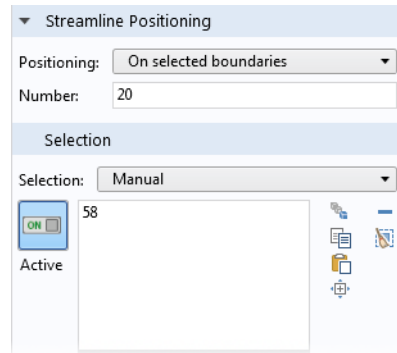 Streamline Positioning
Positioning: On selected boundaries
Number: 20
Selection
Selection: Manual
58
ON
Active